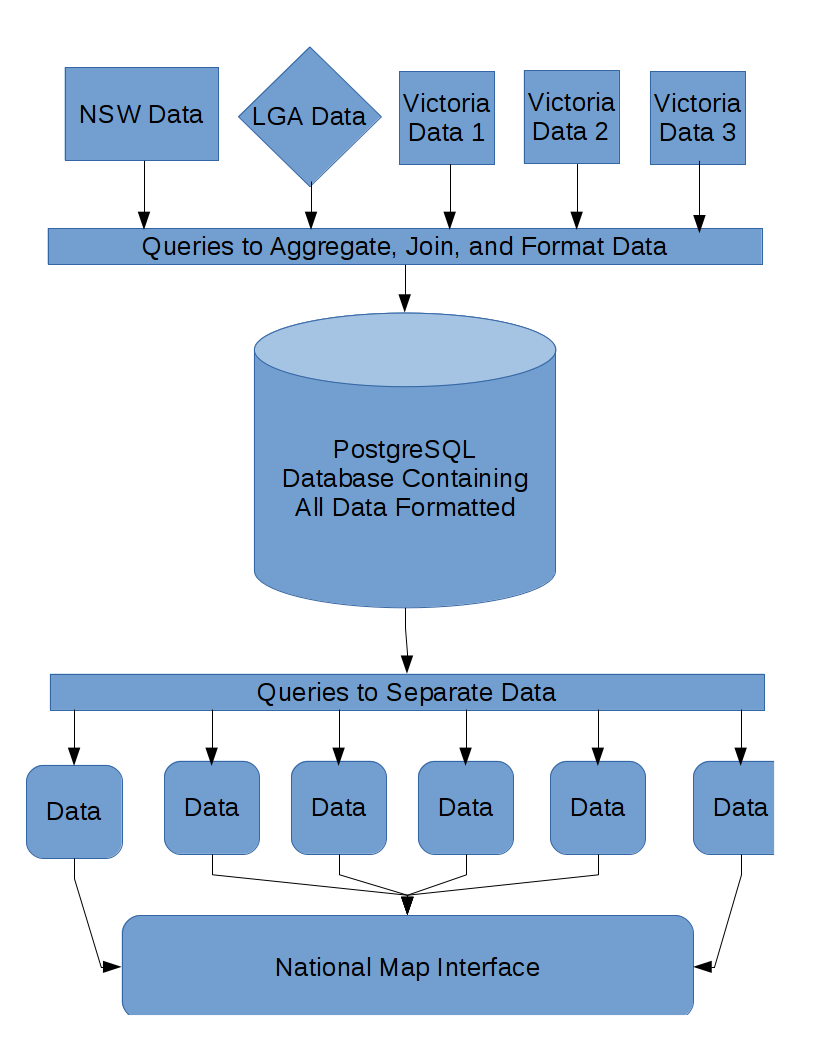 NSW Data
LGA Data
Victoria
Data 1
Victoria
Data 2
Victoria
Data 3
Queries to Aggregate, Join, and Format Data
PostgreSQL
Database Containing
All Data Formatted
Queries to Separate Data
Data
Data
Data
Data
Data
Data
National Map Interface